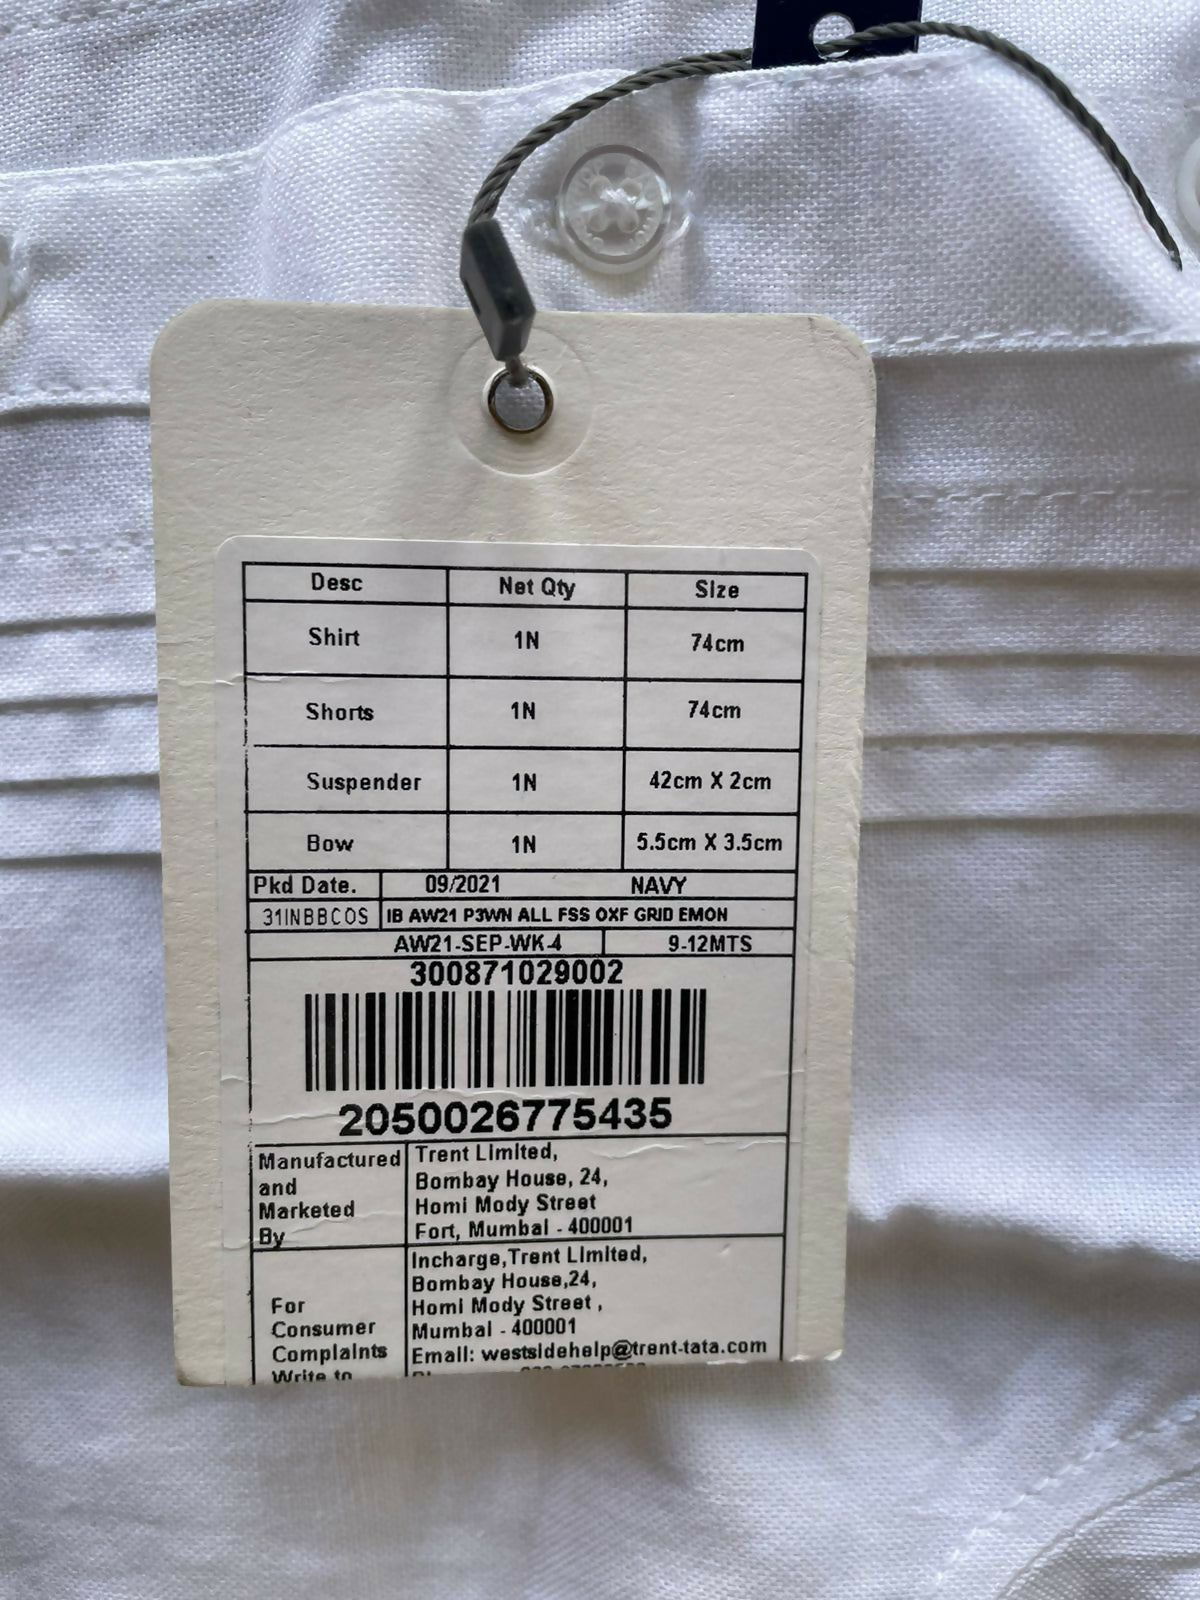 Desc Net Qty Size
Shirt 1N 74cm
Shorts 1N 74cm
Suspender 1N 42cm X 2cm
Bow 1N 5.5cm X 3.5cm
Pkd Date. 09/2021 NAVY
31INBBCOS IB AW21 P3WN ALL FSS OXF GRID EMON
AW21-SEP-WK-4 9-12MTS
300871029002
2050026775435
Manufactured and Marketed By
Trent Limited,
Bombay House, 24,
Homi Mody Street
Fort, Mumbai - 400001
For Consumer Complaints Write to
Incharge,Trent Limited,
Bombay House,24,
Homi Mody Street ,
Mumbai - 400001
Email: westsidehelp@trent-tata.com